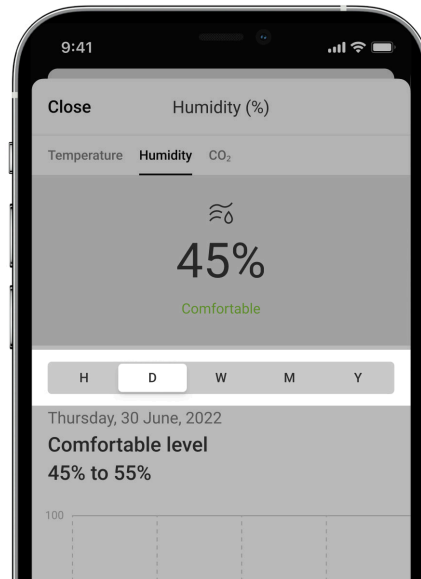 9:41
Close Humidity (%)
Temperature Humidity CO₂
45%
Comfortable
H D W M Y
Thursday, 30 June, 2022
Comfortable level
45% to 55%
100